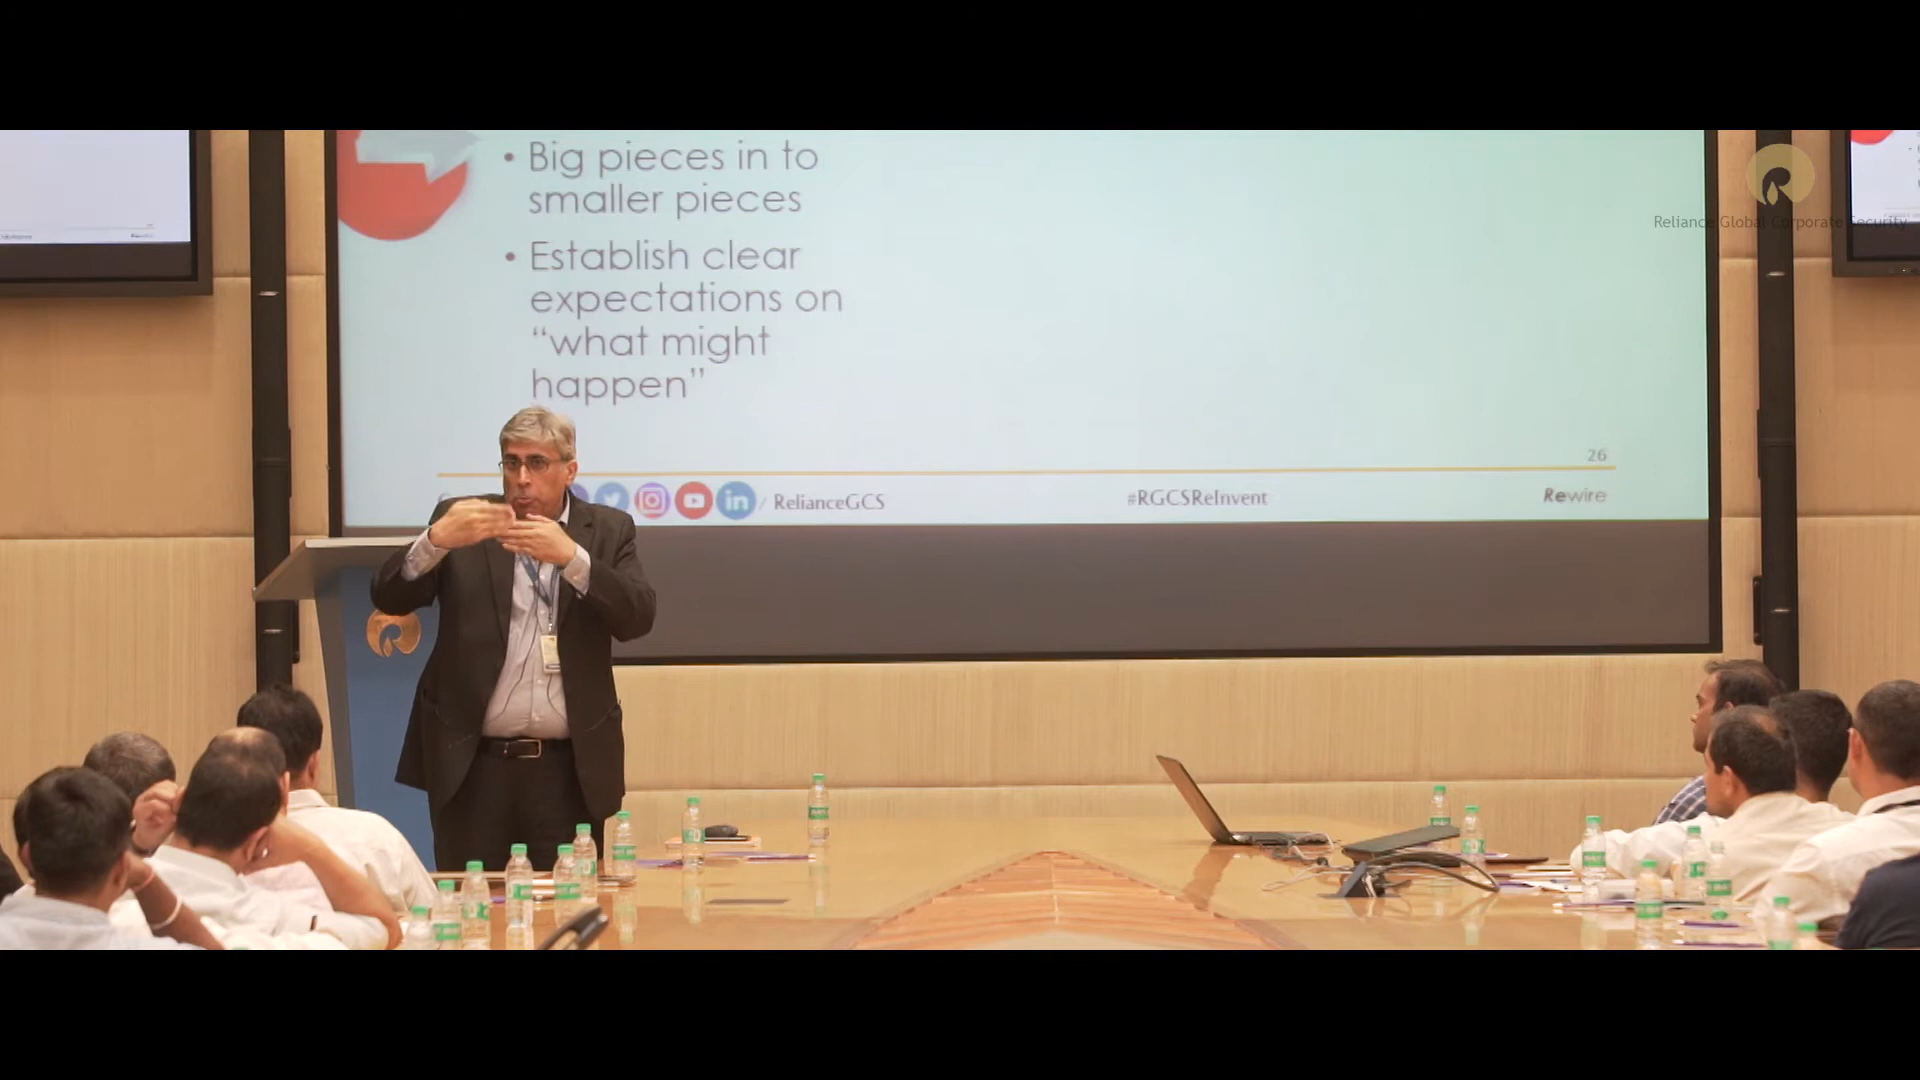 • Big pieces in to
smaller pieces
• Establish clear
expectations on
“what might
happen”
26
/ RelianceGCS
#RGCSReInvent
Rewire
Reliance Global Corporate Security